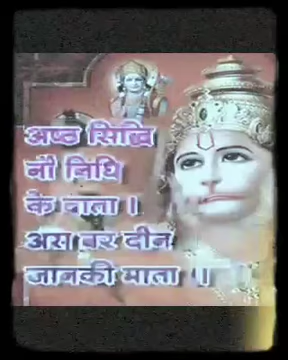 अष्ठ सिद्धि
नौ निधि
के दाता ।
अस बर दीन
जानकी माता ।।